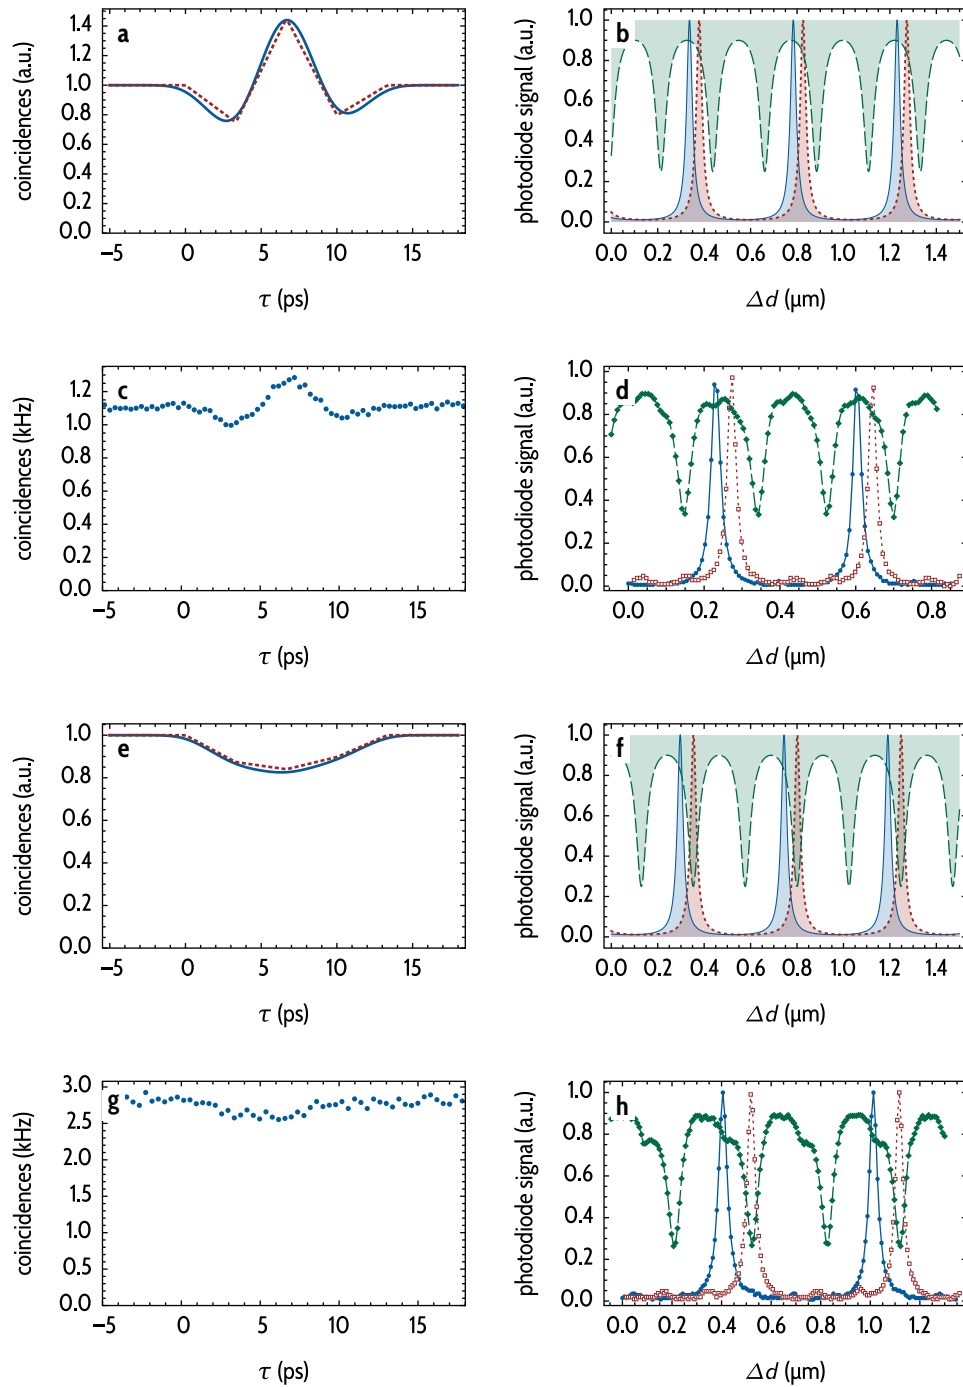 a
coincidences (a.u.)
1.4
1.2
1.0
0.8
0.6
0.4
0.2
0.0
−5 0 5 10 15
τ (ps)
b
photodiode signal (a.u.)
1.0
0.8
0.6
0.4
0.2
0.0
0.0 0.2 0.4 0.6 0.8 1.0 1.2 1.4
Δd (μm)
c
coincidences (kHz)
1.2
1.0
0.8
0.6
0.4
0.2
0.0
−5 0 5 10 15
τ (ps)
d
photodiode signal (a.u.)
1.0
0.8
0.6
0.4
0.2
0.0
0.0 0.2 0.4 0.6 0.8
Δd (μm)
e
coincidences (a.u.)
1.0
0.8
0.6
0.4
0.2
0.0
−5 0 5 10 15
τ (ps)
f
photodiode signal (a.u.)
1.0
0.8
0.6
0.4
0.2
0.0
0.0 0.2 0.4 0.6 0.8 1.0 1.2 1.4
Δd (μm)
g
coincidences (kHz)
3.0
2.5
2.0
1.5
1.0
0.5
0.0
−5 0 5 10 15
τ (ps)
h
photodiode signal (a.u.)
1.0
0.8
0.6
0.4
0.2
0.0
0.0 0.2 0.4 0.6 0.8 1.0 1.2
Δd (μm)